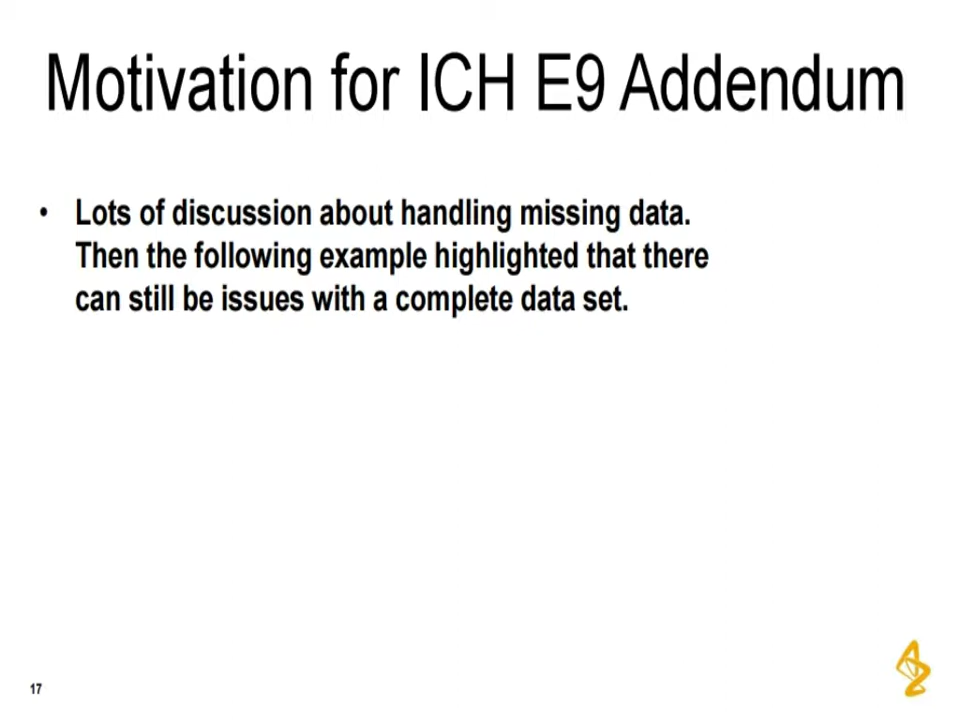 Motivation for ICH E9 Addendum
• Lots of discussion about handling missing data.
Then the following example highlighted that there
can still be issues with a complete data set.
17